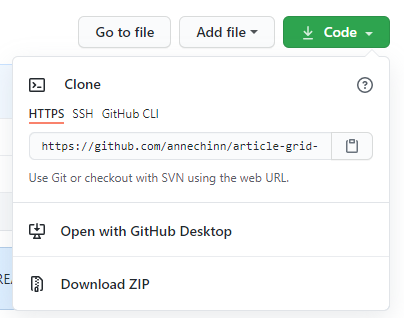 Go to file Add file Code
Clone
HTTPS SSH GitHub CLI
https://github.com/annechinn/article-grid-
Use Git or checkout with SVN using the web URL.
Open with GitHub Desktop
Download ZIP
REA